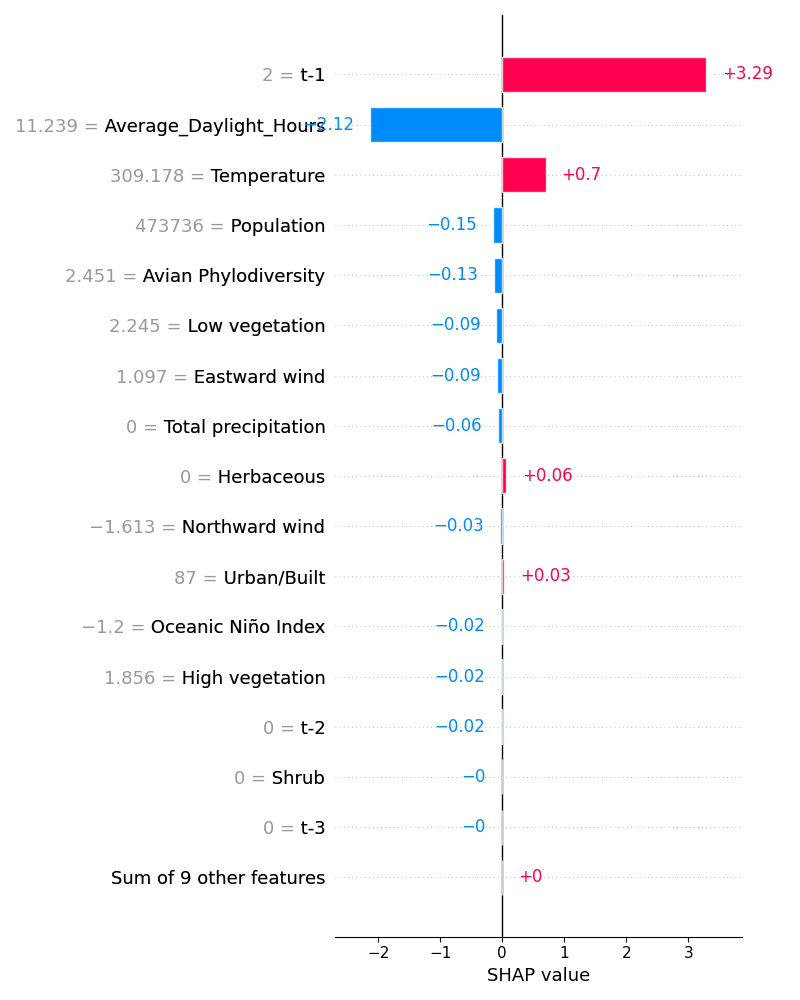 2 = t-1 +3.29
11.239 = Average_Daylight_Hours −2.12
309.178 = Temperature +0.7
473736 = Population −0.15
2.451 = Avian Phylodiversity −0.13
2.245 = Low vegetation −0.09
1.097 = Eastward wind −0.09
0 = Total precipitation −0.06
0 = Herbaceous +0.06
−1.613 = Northward wind −0.03
87 = Urban/Built +0.03
−1.2 = Oceanic Niño Index −0.02
1.856 = High vegetation −0.02
0 = t-2 −0.02
0 = Shrub −0
0 = t-3 −0
Sum of 9 other features +0
−2 −1 0 1 2 3
SHAP value